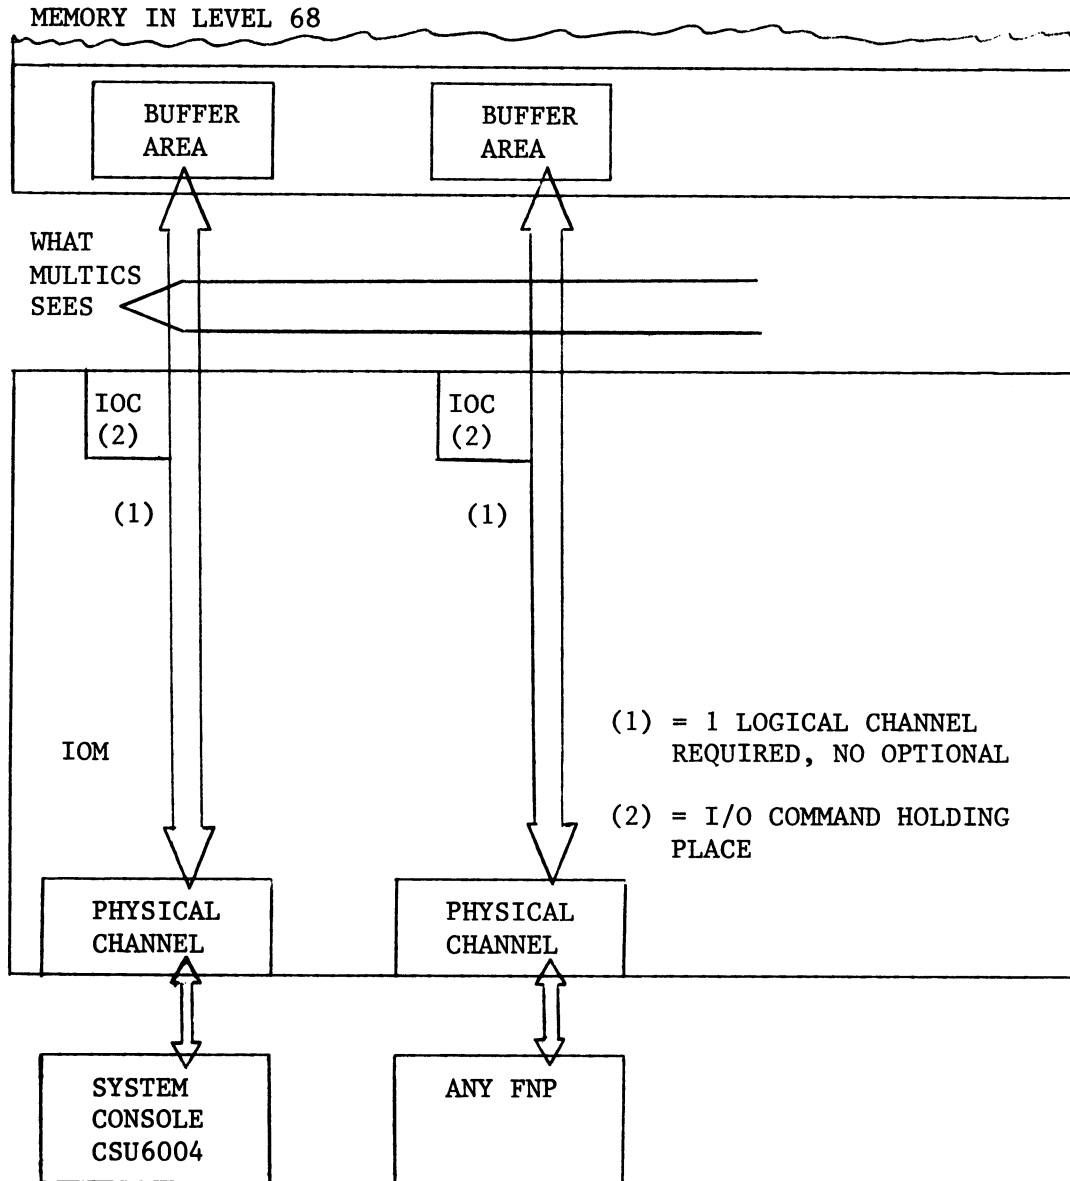 MEMORY IN LEVEL 68
BUFFER
AREA
BUFFER
AREA
WHAT
MULTICS
SEES
IOC
(2)
IOC
(2)
(1)
(1)
IOM
(1) = 1 LOGICAL CHANNEL
REQUIRED, NO OPTIONAL
(2) = I/O COMMAND HOLDING
PLACE
PHYSICAL
CHANNEL
PHYSICAL
CHANNEL
SYSTEM
CONSOLE
CSU6004
ANY FNP